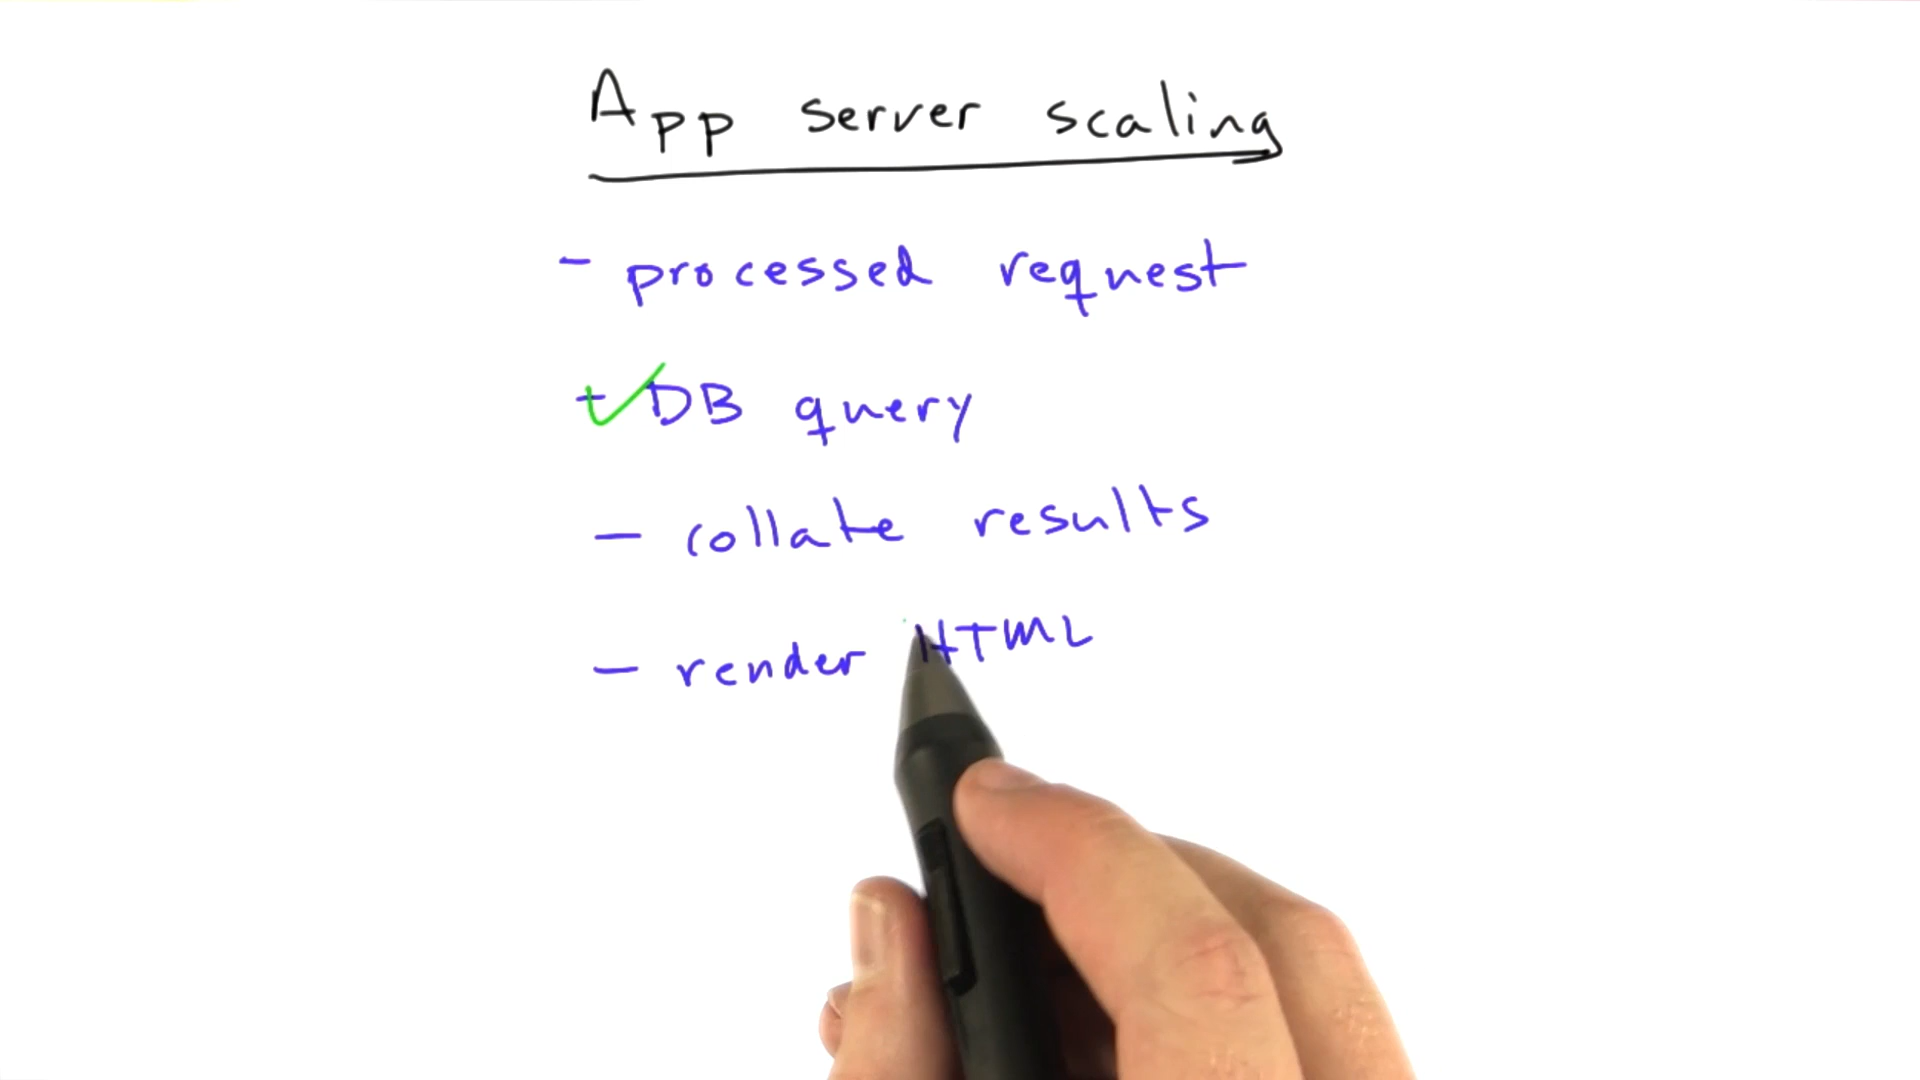 App server scaling
- processed request
- DB query
- collate results
- render HTML